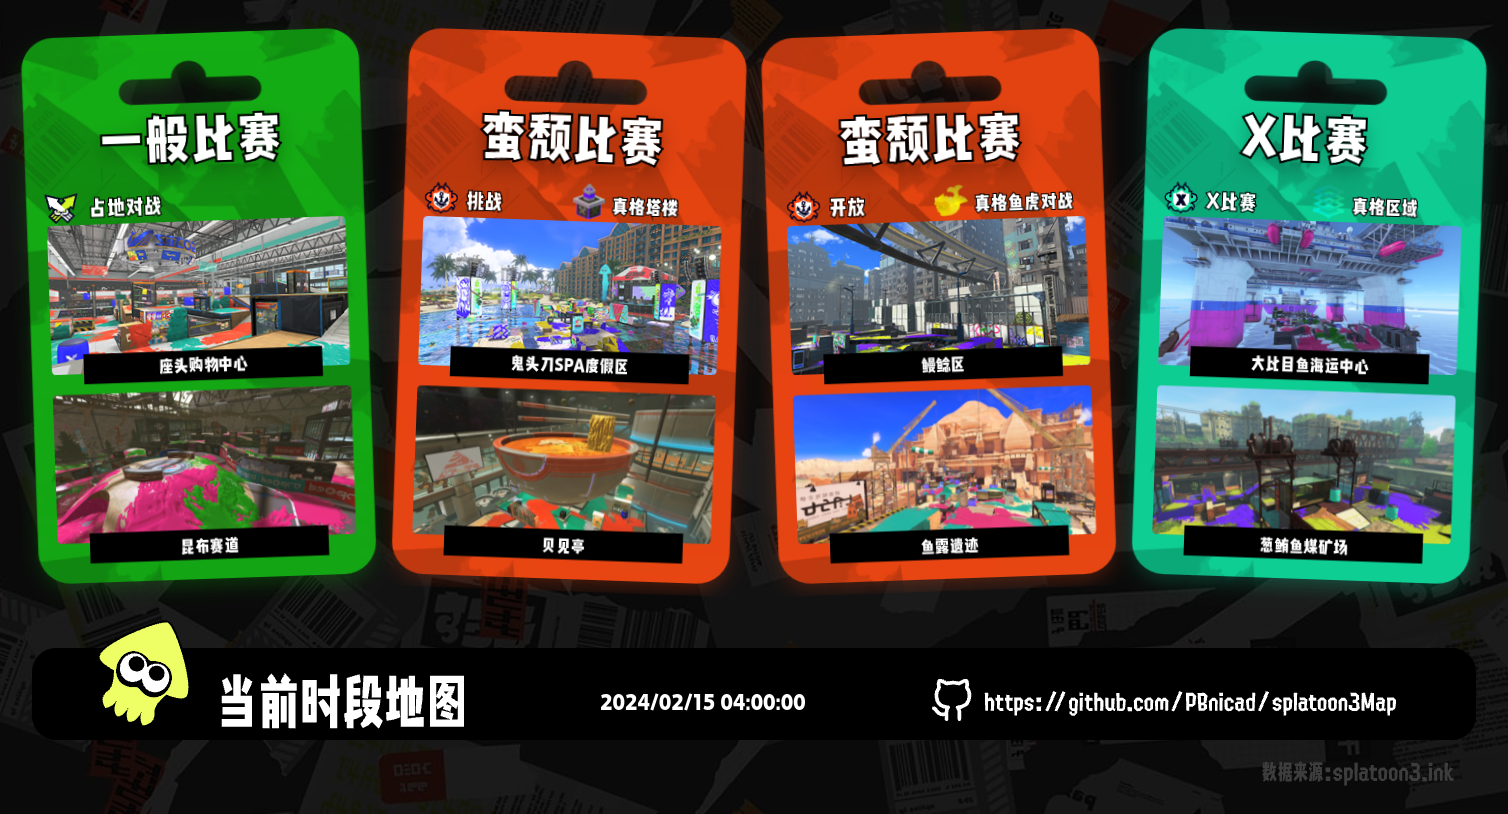 一般比赛
占地对战
座头购物中心
昆布赛道
蛮颓比赛
挑战
真格塔楼
鬼头刀SPA度假区
贝见亭
蛮颓比赛
开放
真格鱼虎对战
鳗鲶区
鱼露遗迹
X比赛
X比赛
真格区域
大比目鱼海运中心
葱鲔鱼煤矿场
当前时段地图
2024/02/15 04:00:00
https://github.com/PBnicad/splatoon3Map
数据来源:splatoon3.ink